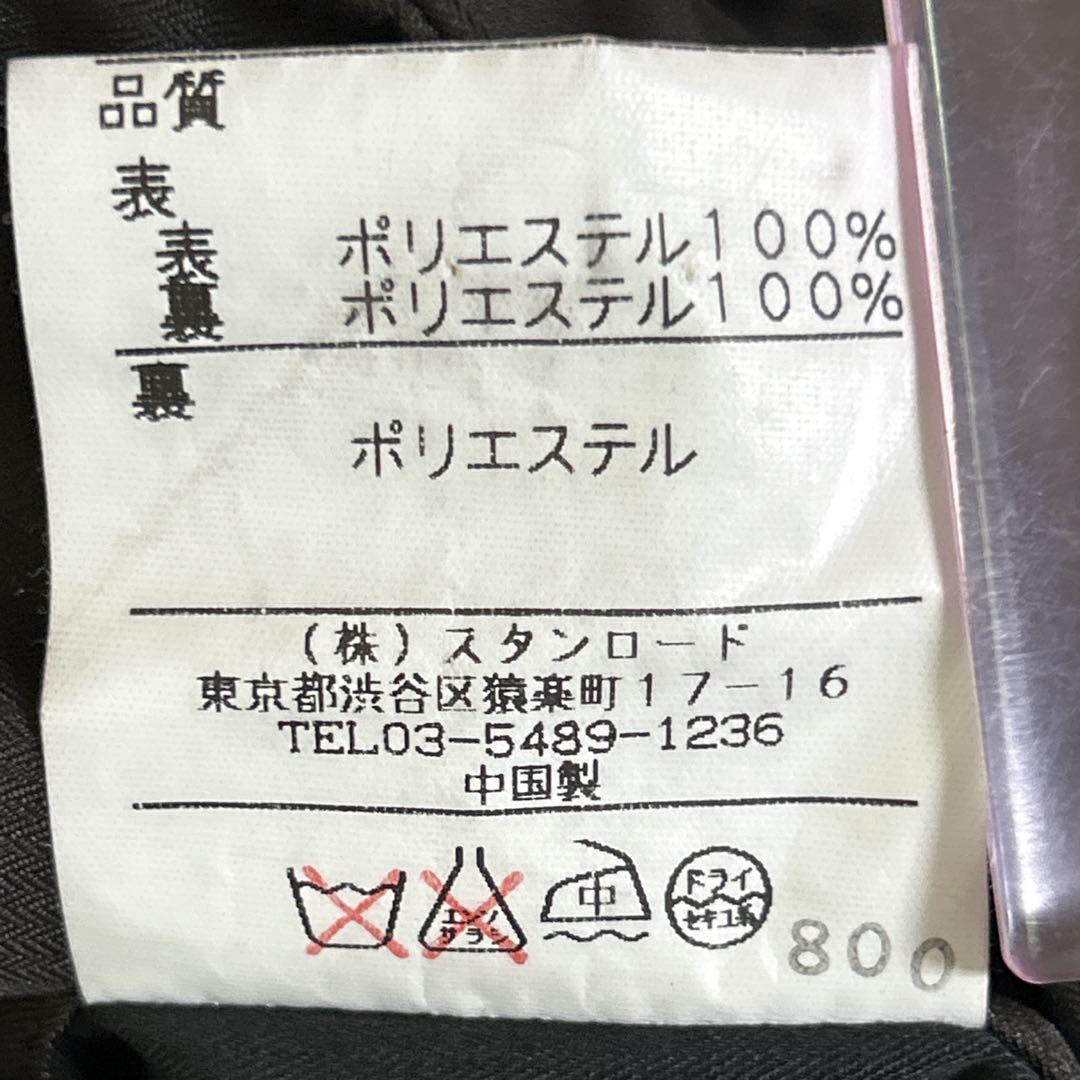 品質
表
表 ポリエステル100%
裏 ポリエステル100%
裏
ポリエステル
(株)スタンロード
東京都渋谷区猿楽町17-16
TEL03-5489-1236
中国製
エンソ
サラシ
中
ドライ
セキユ系
800